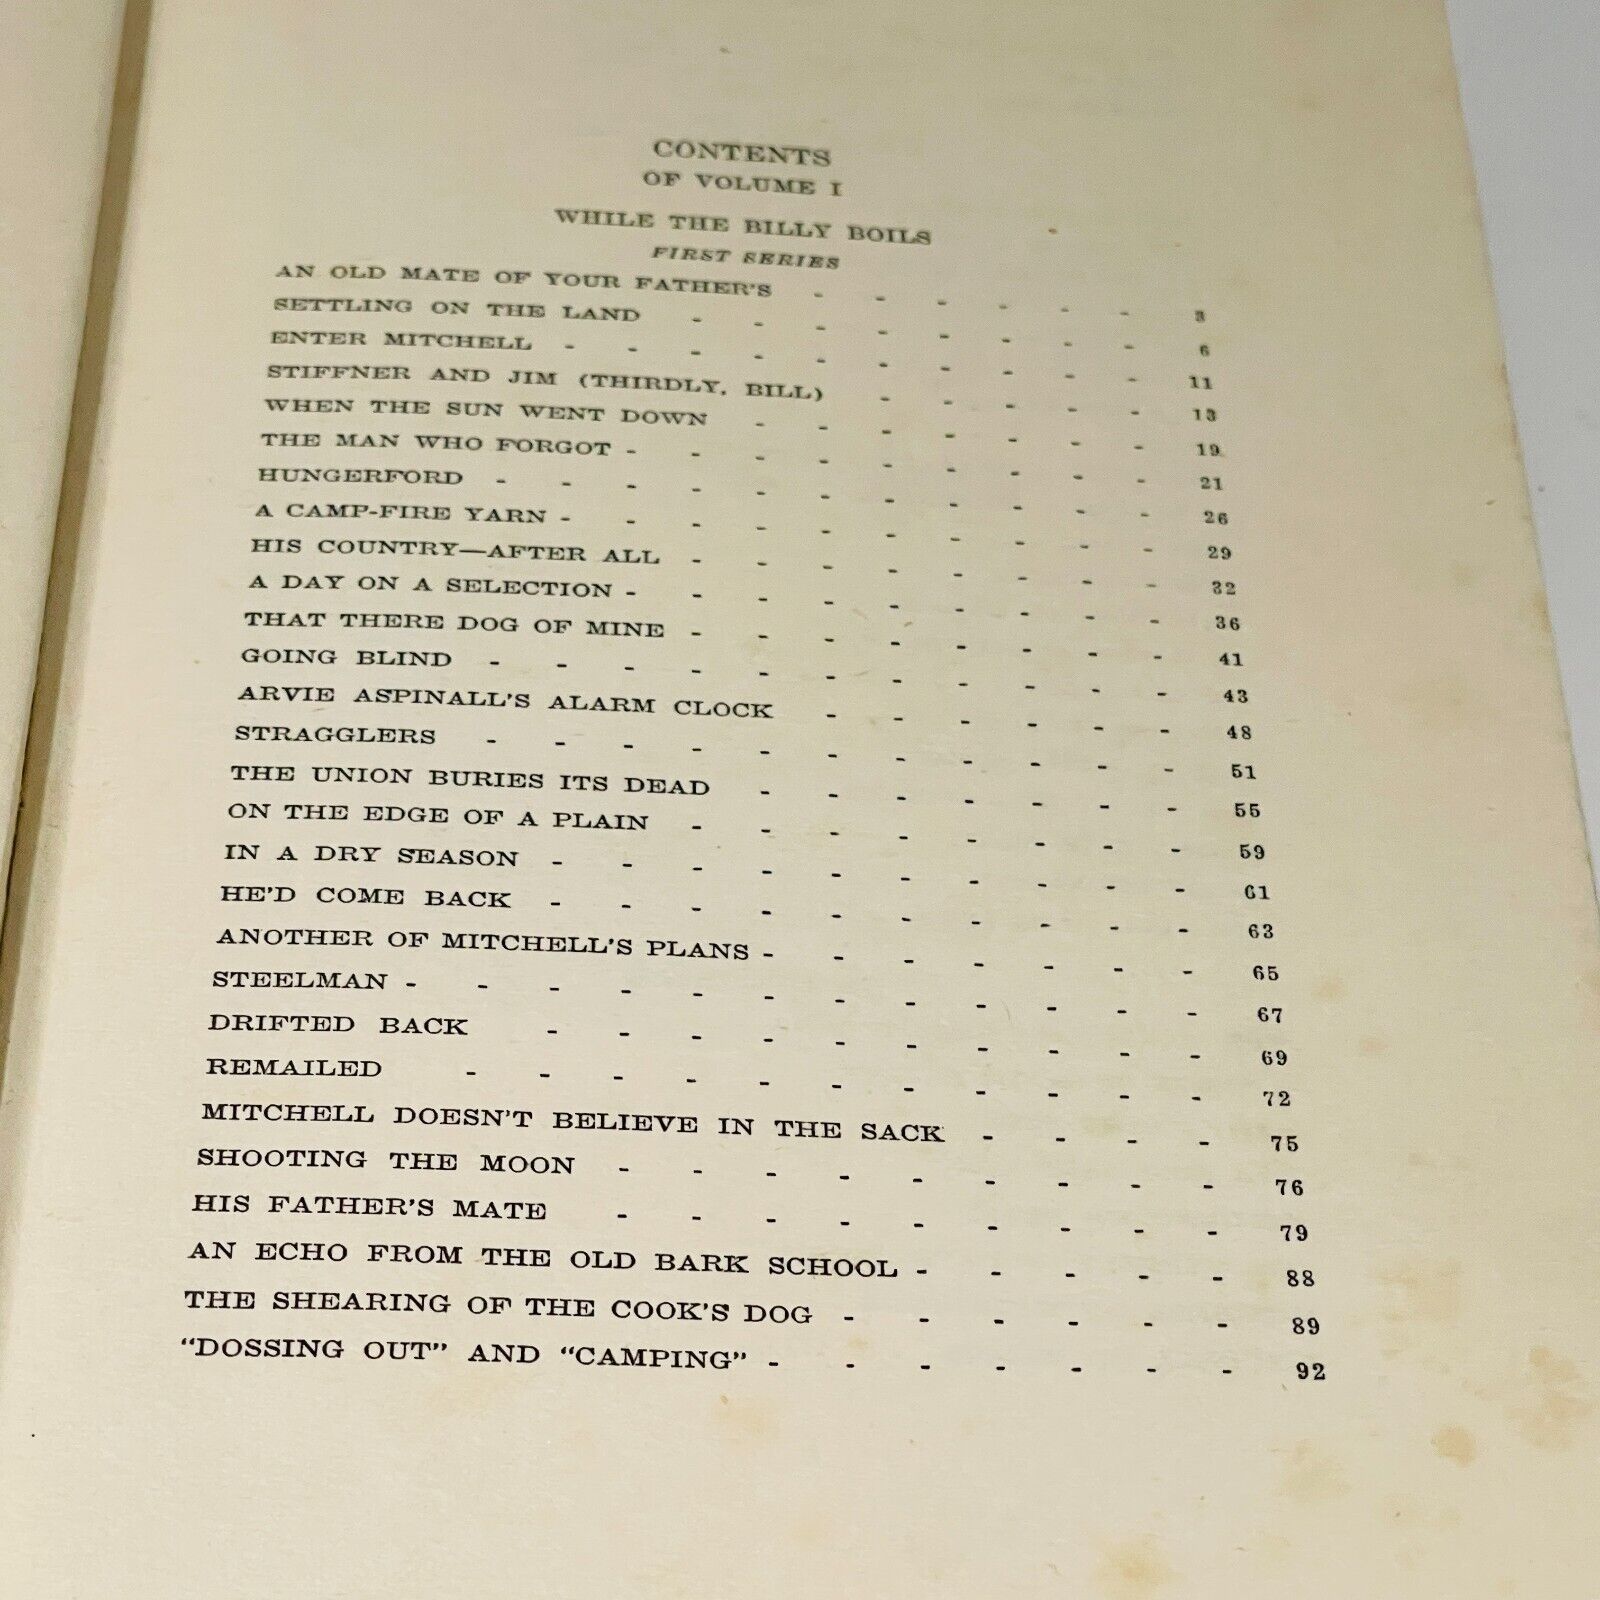 CONTENTS
OF VOLUME I
WHILE THE BILLY BOILS
FIRST SERIES
AN OLD MATE OF YOUR FATHER'S - - - - - - 3
SETTLING ON THE LAND - - - - - - - - 6
ENTER MITCHELL - - - - - - - - - - 11
STIFFNER AND JIM (THIRDLY, BILL) - - - - - 13
WHEN THE SUN WENT DOWN - - - - - - - 19
THE MAN WHO FORGOT - - - - - - - - - 21
HUNGERFORD - - - - - - - - - - - 26
A CAMP-FIRE YARN - - - - - - - - - - 29
HIS COUNTRY—AFTER ALL - - - - - - - - 32
A DAY ON A SELECTION - - - - - - - - - 36
THAT THERE DOG OF MINE - - - - - - - - 41
GOING BLIND - - - - - - - - - - - 43
ARVIE ASPINALL'S ALARM CLOCK - - - - - - 48
STRAGGLERS - - - - - - - - - - - 51
THE UNION BURIES ITS DEAD - - - - - - - 55
ON THE EDGE OF A PLAIN - - - - - - - - 59
IN A DRY SEASON - - - - - - - - - - 61
HE'D COME BACK - - - - - - - - - - 63
ANOTHER OF MITCHELL'S PLANS - - - - - - - 65
STEELMAN - - - - - - - - - - - - 67
DRIFTED BACK - - - - - - - - - - 69
REMAILED - - - - - - - - - - - 72
MITCHELL DOESN'T BELIEVE IN THE SACK - - - - 75
SHOOTING THE MOON - - - - - - - - - 76
HIS FATHER'S MATE - - - - - - - - - 79
AN ECHO FROM THE OLD BARK SCHOOL - - - - - 88
THE SHEARING OF THE COOK'S DOG - - - - - - 89
"DOSSING OUT" AND "CAMPING" - - - - - - - 92